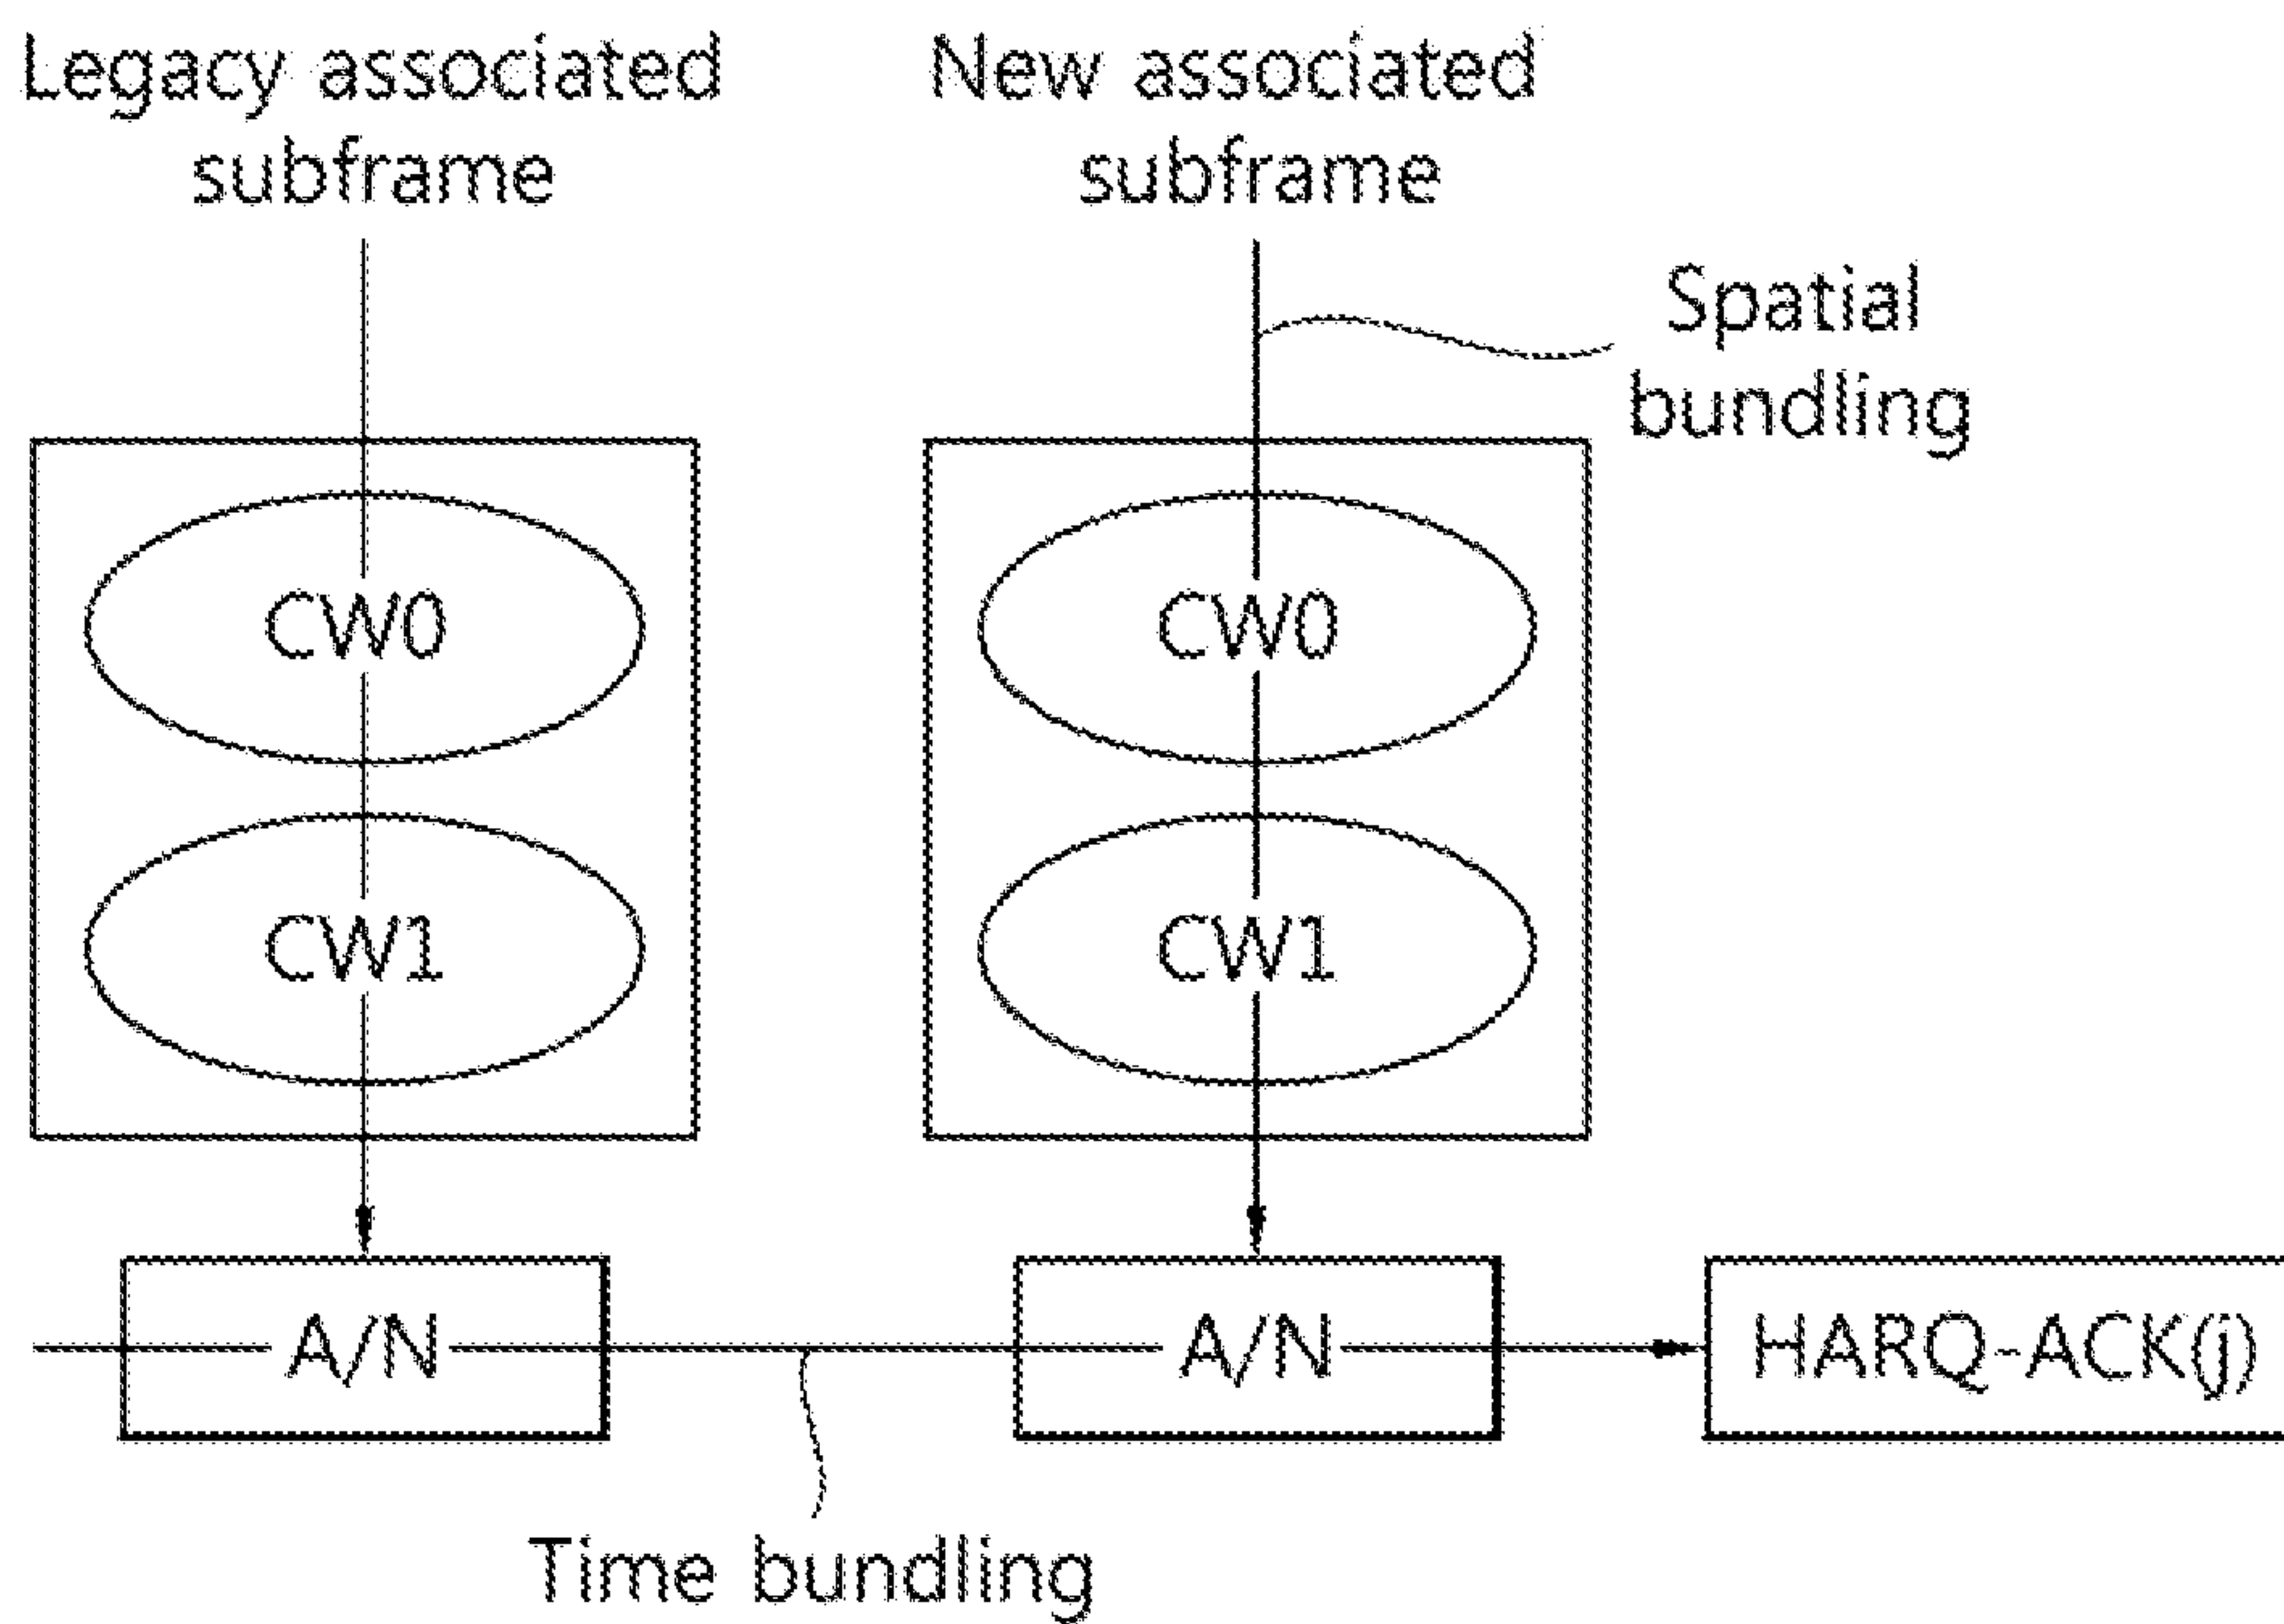 Legacy associated
subframe
New associated
subframe
Spatial
bundling
CW0
CW0
CW1
CW1
A/N
A/N
HARQ-ACK(j)
Time bundling